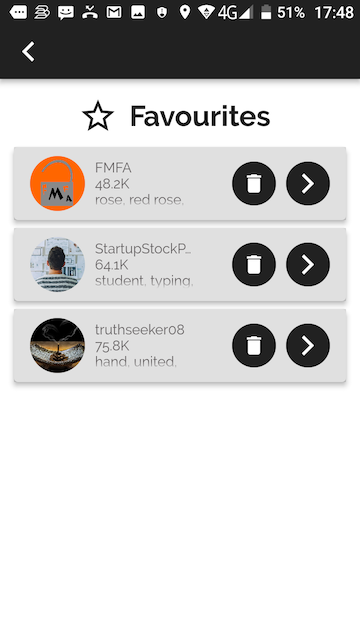 4G 51% 17:48
Favourites
FMFA
48.2K
rose, red rose,
StartupStockP...
64.1K
student, typing,
truthseeker08
75.8K
hand, united,